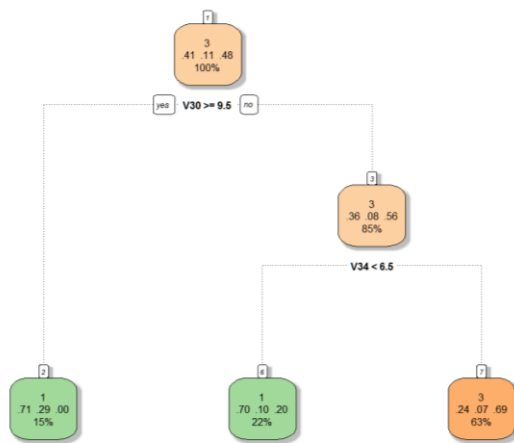 1
3
.41 .11 .48
100%
yes V30 >= 9.5 no
3
3
.36 .08 .56
85%
V34 < 6.5
2
1
.71 .29 .00
15%
6
1
.70 .10 .20
22%
7
3
.24 .07 .69
63%